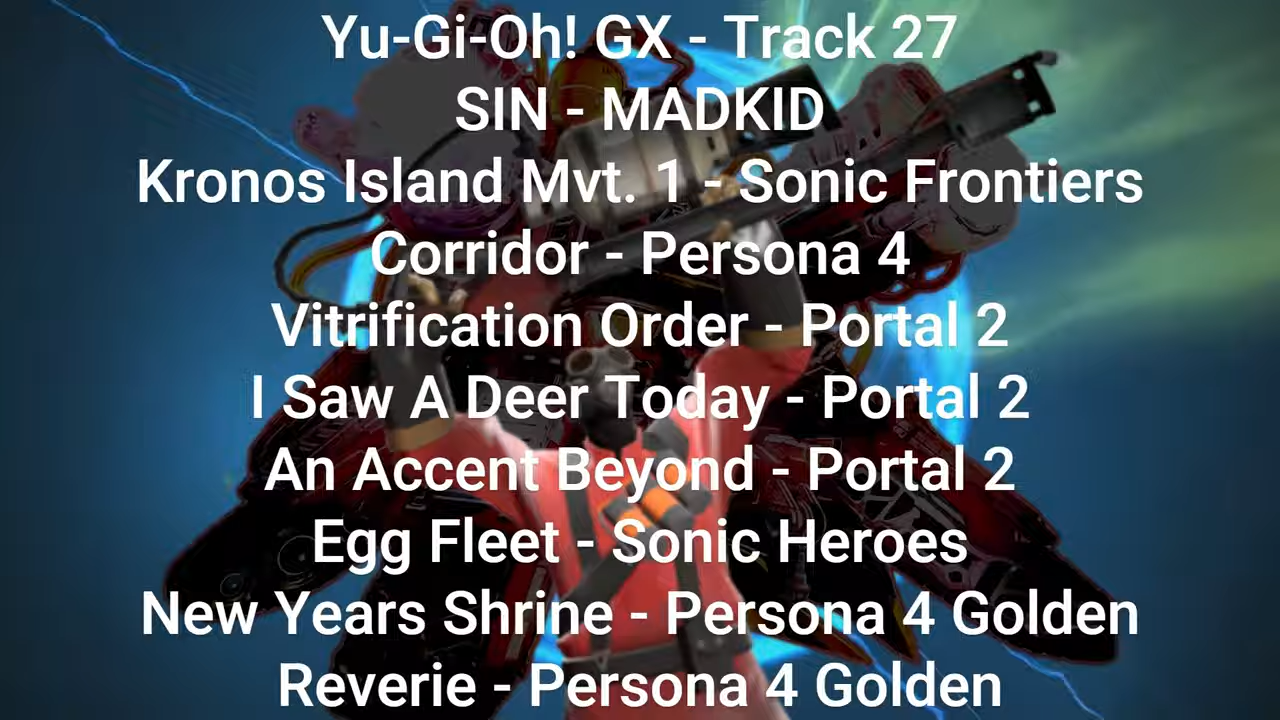 Yu-Gi-Oh! GX - Track 27
SIN - MADKID
Kronos Island Mvt. 1 - Sonic Frontiers
Corridor - Persona 4
Vitrification Order - Portal 2
I Saw A Deer Today - Portal 2
An Accent Beyond - Portal 2
Egg Fleet - Sonic Heroes
New Years Shrine - Persona 4 Golden
Reverie - Persona 4 Golden